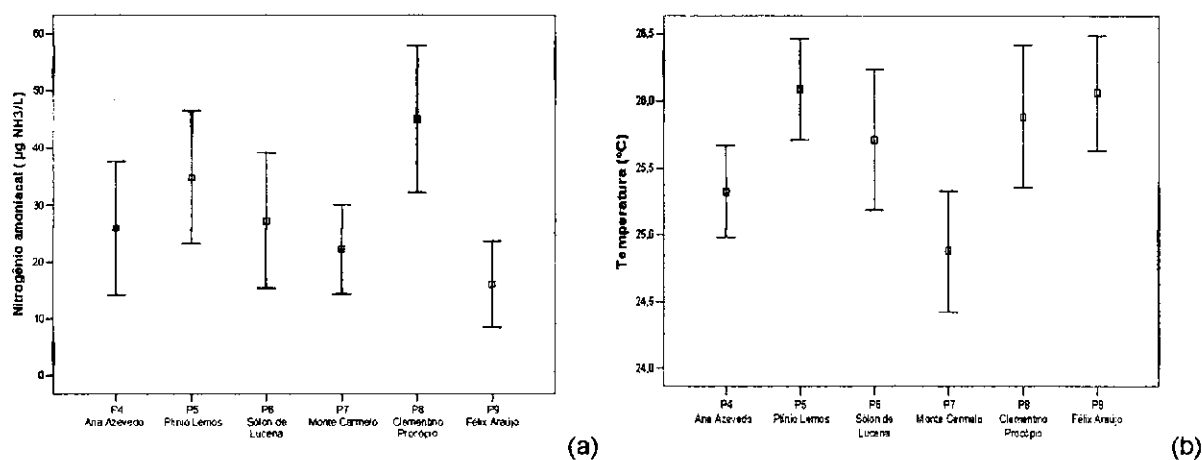 Nitrogênio amoniacal ( µg NH3/L)
60
50
40
30
20
10
0
P4
Ana Azevedo
P5
Plínio Lemos
P6
Sólon de
Lucena
P7
Monte Carmelo
P8
Clementino
Procópio
P9
Félix Araújo
(a)
Temperatura (°C)
26,5
26,0
25,5
25,0
24,5
24,0
P4
Ana Azevedo
P5
Plínio Lemos
P6
Sólon de
Lucena
P7
Monte Carmelo
P8
Clementino
Procópio
P9
Félix Araújo
(b)